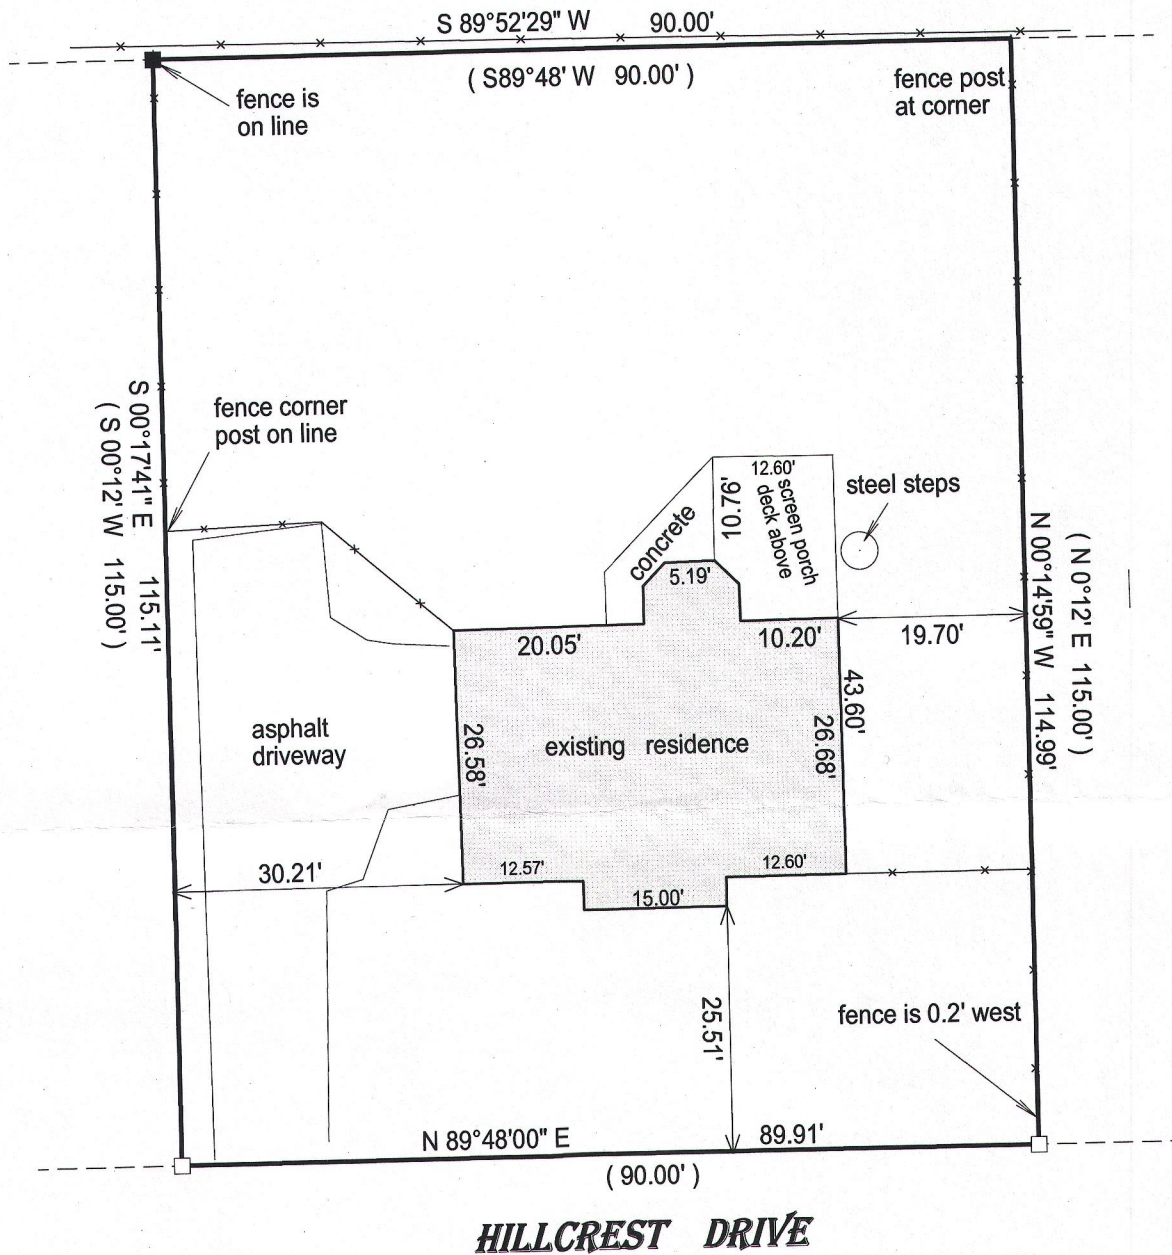 S 89°52'29" W 90.00'
( S89°48' W 90.00' )
fence is
on line
fence post
at corner
S 00°17'41" E 115.11'
( S 00°12' W 115.00' )
fence corner
post on line
12.60'
10.76'
screen porch
deck above
steel steps
concrete
5.19'
N 00°14'59" W 114.99'
( N 0°12' E 115.00' )
20.05'
10.20'
19.70'
43.60'
26.58'
26.68'
existing residence
asphalt
driveway
30.21'
12.57'
12.60'
15.00'
25.51'
fence is 0.2' west
N 89°48'00" E 89.91'
( 90.00' )
HILLCREST DRIVE